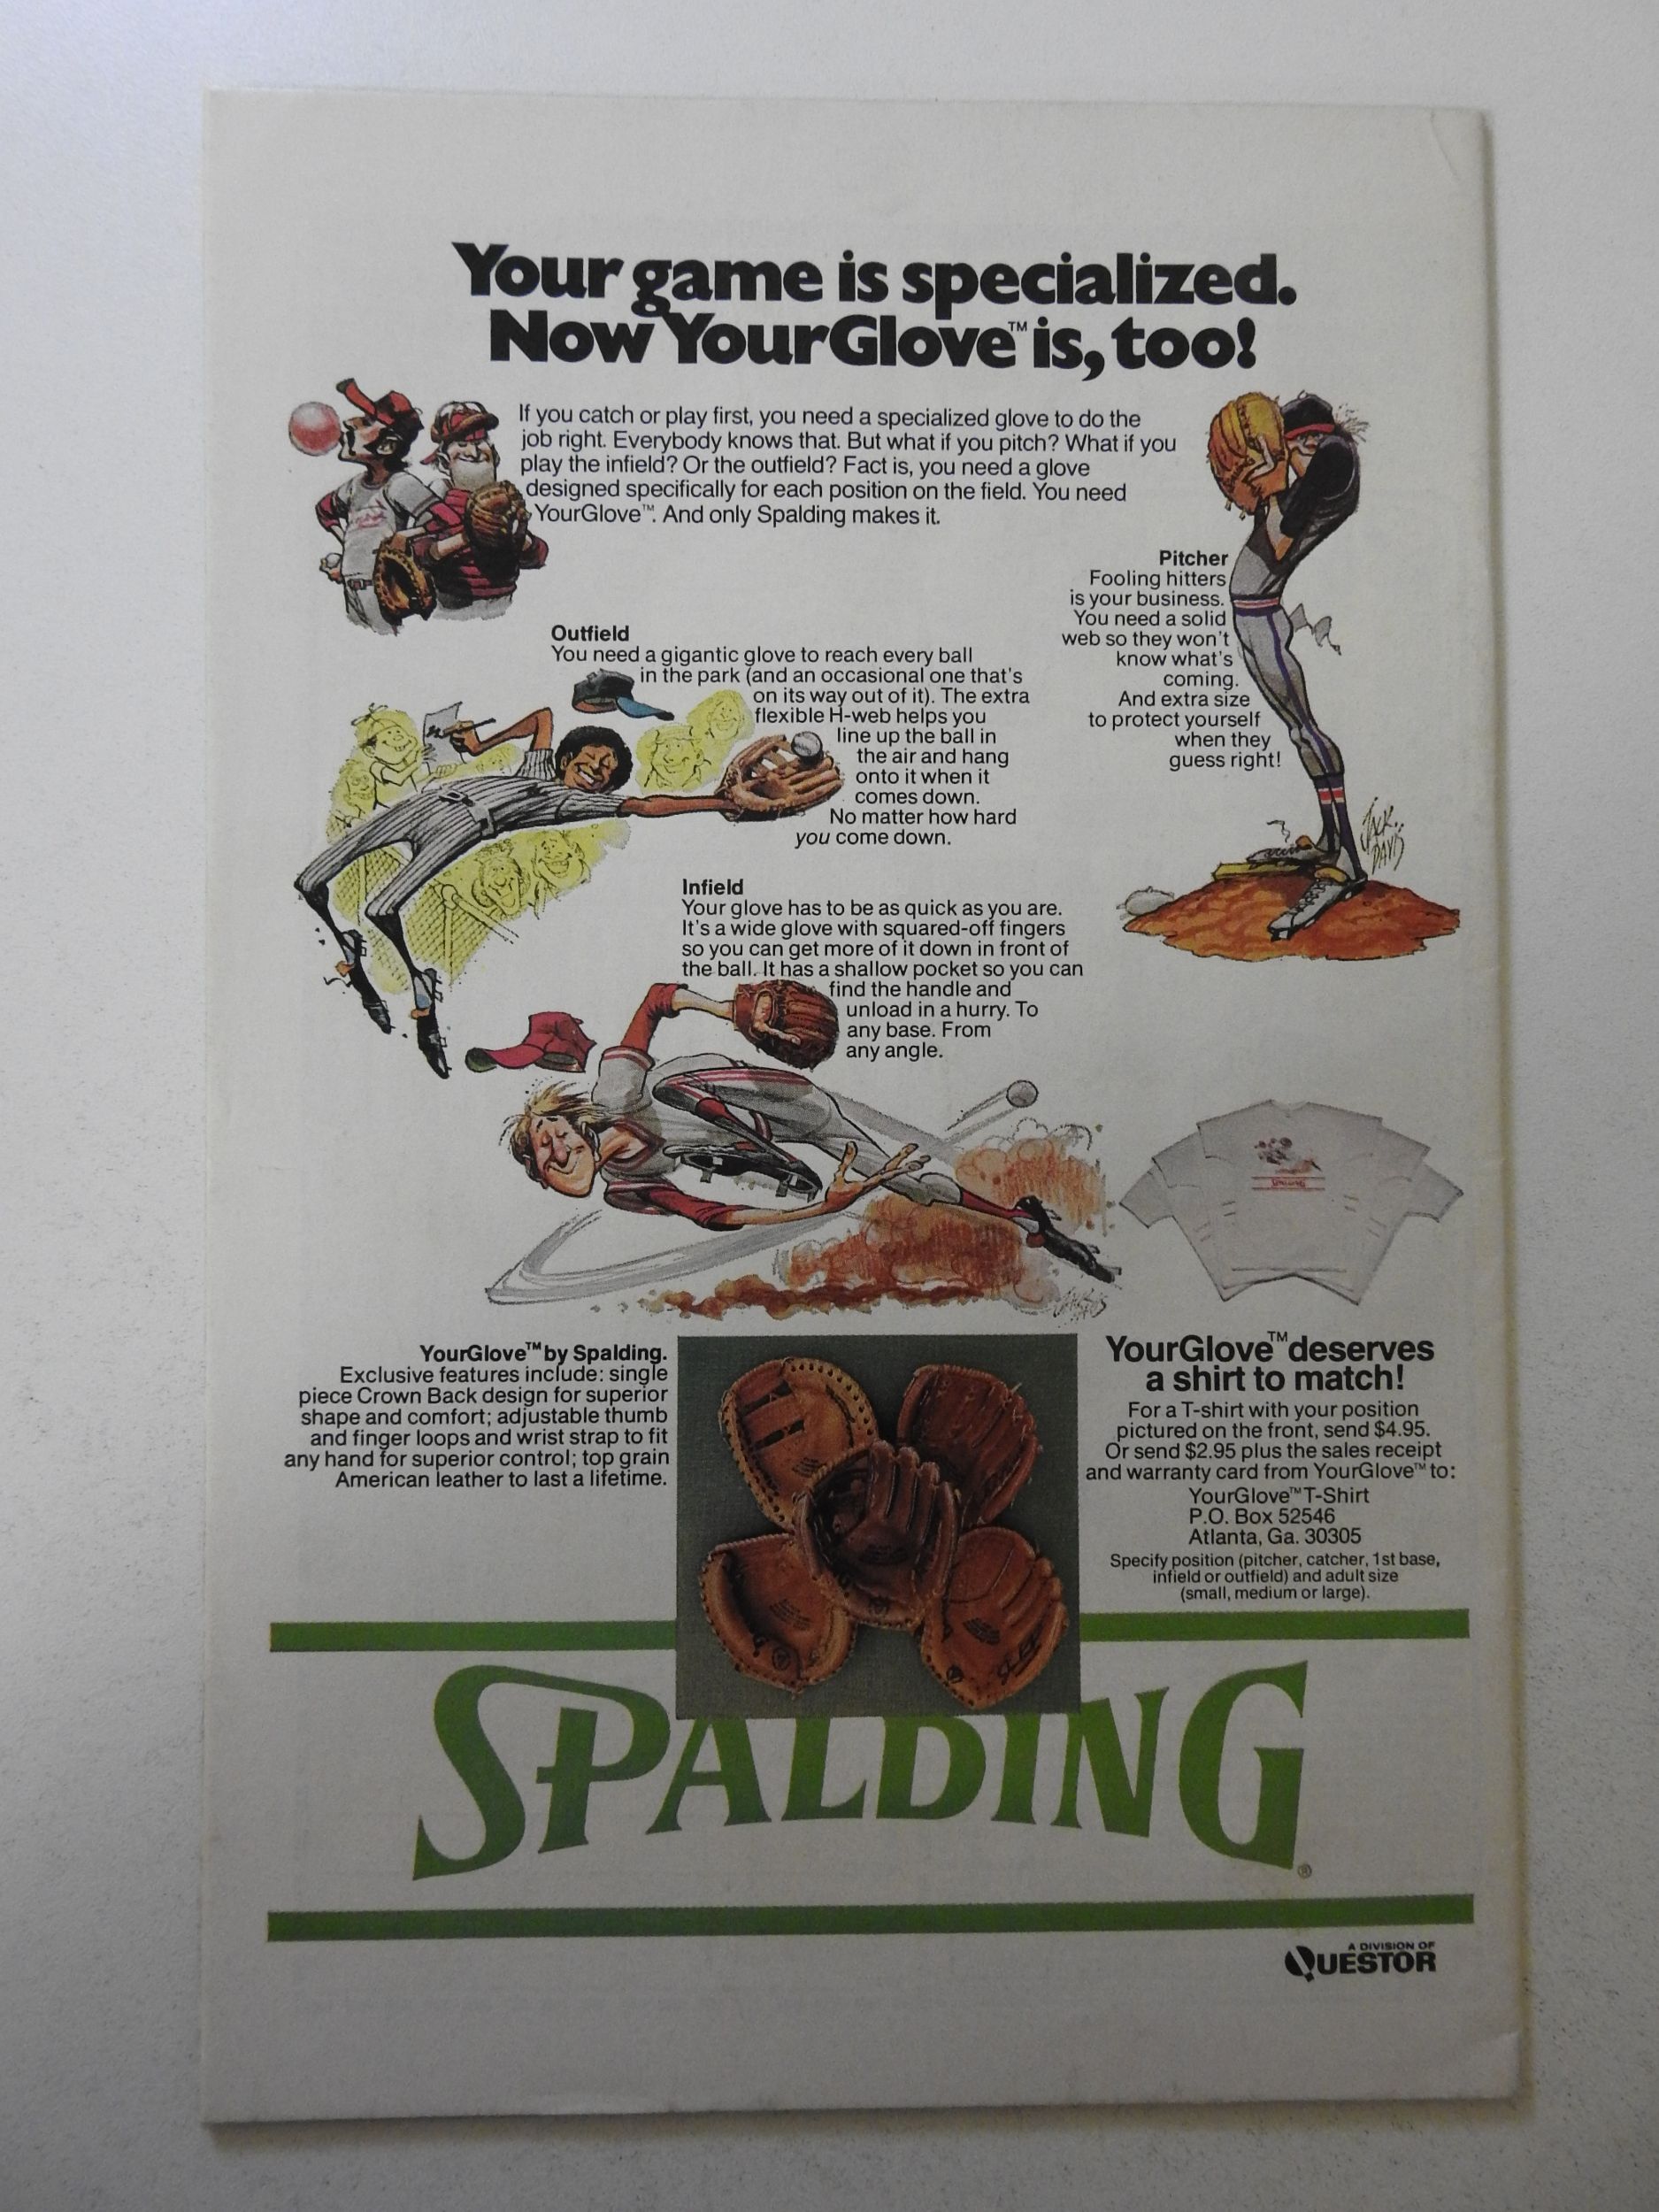 Your game is specialized.
Now YourGlove™ is, too!
If you catch or play first, you need a specialized glove to do the
job right. Everybody knows that. But what if you pitch? What if you
play the infield? Or the outfield? Fact is, you need a glove
designed specifically for each position on the field. You need
YourGlove™. And only Spalding makes it.
Pitcher
Fooling hitters
is your business.
You need a solid
web so they won't
know what's
coming.
And extra size
to protect yourself
when they
guess right!
JACK DAVIS
Outfield
You need a gigantic glove to reach every ball
in the park (and an occasional one that's
on its way out of it). The extra
flexible H-web helps you
line up the ball in
the air and hang
onto it when it
comes down.
No matter how hard
you come down.
Infield
Your glove has to be as quick as you are.
It's a wide glove with squared-off fingers
so you can get more of it down in front of
the ball. It has a shallow pocket so you can
find the handle and
unload in a hurry. To
any base. From
any angle.
SPALDING
YourGlove™ by Spalding.
Exclusive features include: single
piece Crown Back design for superior
shape and comfort; adjustable thumb
and finger loops and wrist strap to fit
any hand for superior control; top grain
American leather to last a lifetime.
YourGlove™ deserves
a shirt to match!
For a T-shirt with your position
pictured on the front, send $4.95.
Or send $2.95 plus the sales receipt
and warranty card from YourGlove™ to:
YourGlove™ T-Shirt
P.O. Box 52546
Atlanta, Ga. 30305
Specify position (pitcher, catcher, 1st base,
infield or outfield) and adult size
(small, medium or large).
SPALDING®
A DIVISION OF
QUESTOR